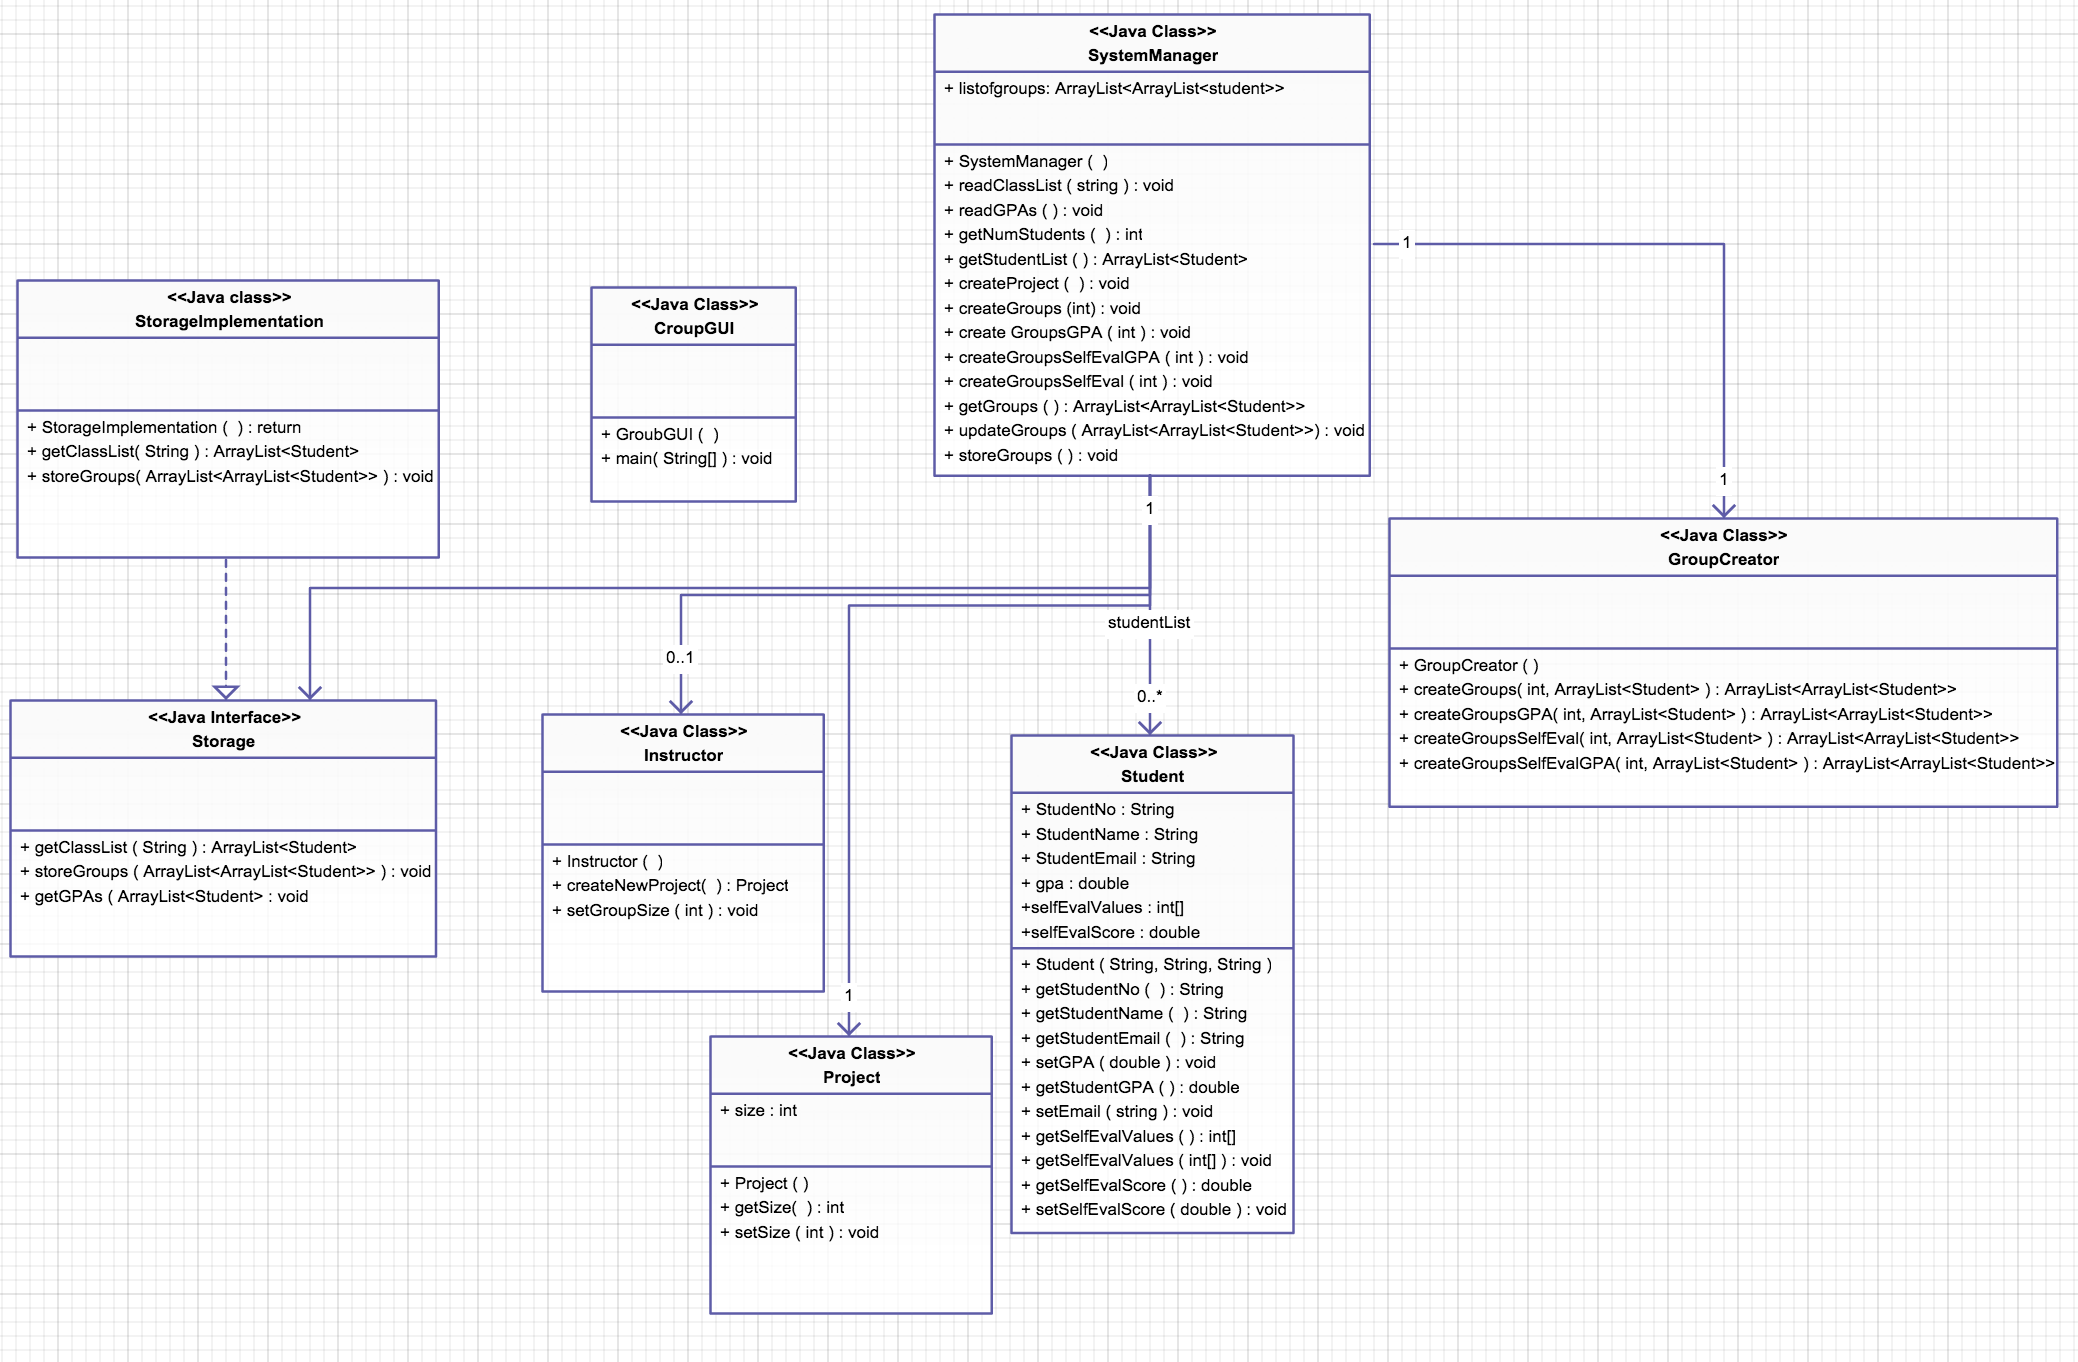 <<Java Class>>
SystemManager
+ listofgroups: ArrayList<ArrayList<student>>
+ SystemManager (  )
+ readClassList ( string ) : void
+ readGPAs ( ) : void
+ getNumStudents (  ) : int
+ getStudentList ( ) : ArrayList<Student>
+ createProject (  ) : void
+ createGroups (int) : void
+ create GroupsGPA ( int ) : void
+ createGroupsSelfEvalGPA ( int ) : void
+ createGroupsSelfEval ( int ) : void
+ getGroups ( ) : ArrayList<ArrayList<Student>>
+ updateGroups ( ArrayList<ArrayList<Student>>) : void
+ storeGroups ( ) : void
1
1
1
<<Java class>>
StorageImplementation
+ StorageImplementation (  ) : return
+ getClassList( String ) : ArrayList<Student>
+ storeGroups( ArrayList<ArrayList<Student>> ) : void
<<Java Class>>
CroupGUI
+ GroubGUI (  )
+ main( String[] ) : void
<<Java Class>>
GroupCreator
+ GroupCreator ( )
+ createGroups( int, ArrayList<Student> ) : ArrayList<ArrayList<Student>>
+ createGroupsGPA( int, ArrayList<Student> ) : ArrayList<ArrayList<Student>>
+ createGroupsSelfEval( int, ArrayList<Student> ) : ArrayList<ArrayList<Student>>
+ createGroupsSelfEvalGPA( int, ArrayList<Student> ) : ArrayList<ArrayList<Student>>
studentList
0..1
0..*
<<Java Interface>>
Storage
+ getClassList ( String ) : ArrayList<Student>
+ storeGroups ( ArrayList<ArrayList<Student>> ) : void
+ getGPAs ( ArrayList<Student> : void
<<Java Class>>
Instructor
+ Instructor (  )
+ createNewProject(  ) : Project
+ setGroupSize ( int ) : void
1
<<Java Class>>
Student
+ StudentNo : String
+ StudentName : String
+ StudentEmail : String
+ gpa : double
+selfEvalValues : int[]
+selfEvalScore : double
+ Student ( String, String, String )
+ getStudentNo (  ) : String
+ getStudentName (  ) : String
+ getStudentEmail (  ) : String
+ setGPA ( double ) : void
+ getStudentGPA ( ) : double
+ setEmail ( string ) : void
+ getSelfEvalValues ( ) : int[]
+ getSelfEvalValues ( int[] ) : void
+ getSelfEvalScore ( ) : double
+ setSelfEvalScore ( double ) : void
<<Java Class>>
Project
+ size : int
+ Project ( )
+ getSize(  ) : int
+ setSize ( int ) : void